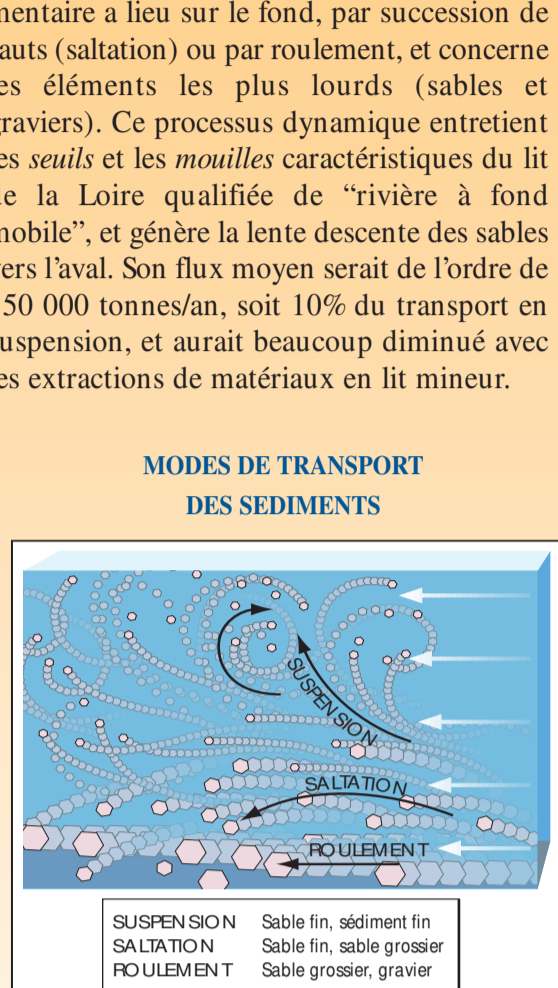 mentaire a lieu sur le fond, par succession de
auts (saltation) ou par roulement, et concerne
es éléments les plus lourds (sables et
graviers). Ce processus dynamique entretient
es seuils et les mouilles caractéristiques du lit
de la Loire qualifiée de “rivière à fond
mobile”, et génère la lente descente des sables
vers l’aval. Son flux moyen serait de l’ordre de
50 000 tonnes/an, soit 10% du transport en
uspension, et aurait beaucoup diminué avec
es extractions de matériaux en lit mineur.
MODES DE TRANSPORT
DES SEDIMENTS
SUSPENSION
SALTATION
ROULEMENT
SUSPENSION Sable fin, sédiment fin
SALTATION Sable fin, sable grossier
ROULEMENT Sable grossier, gravier